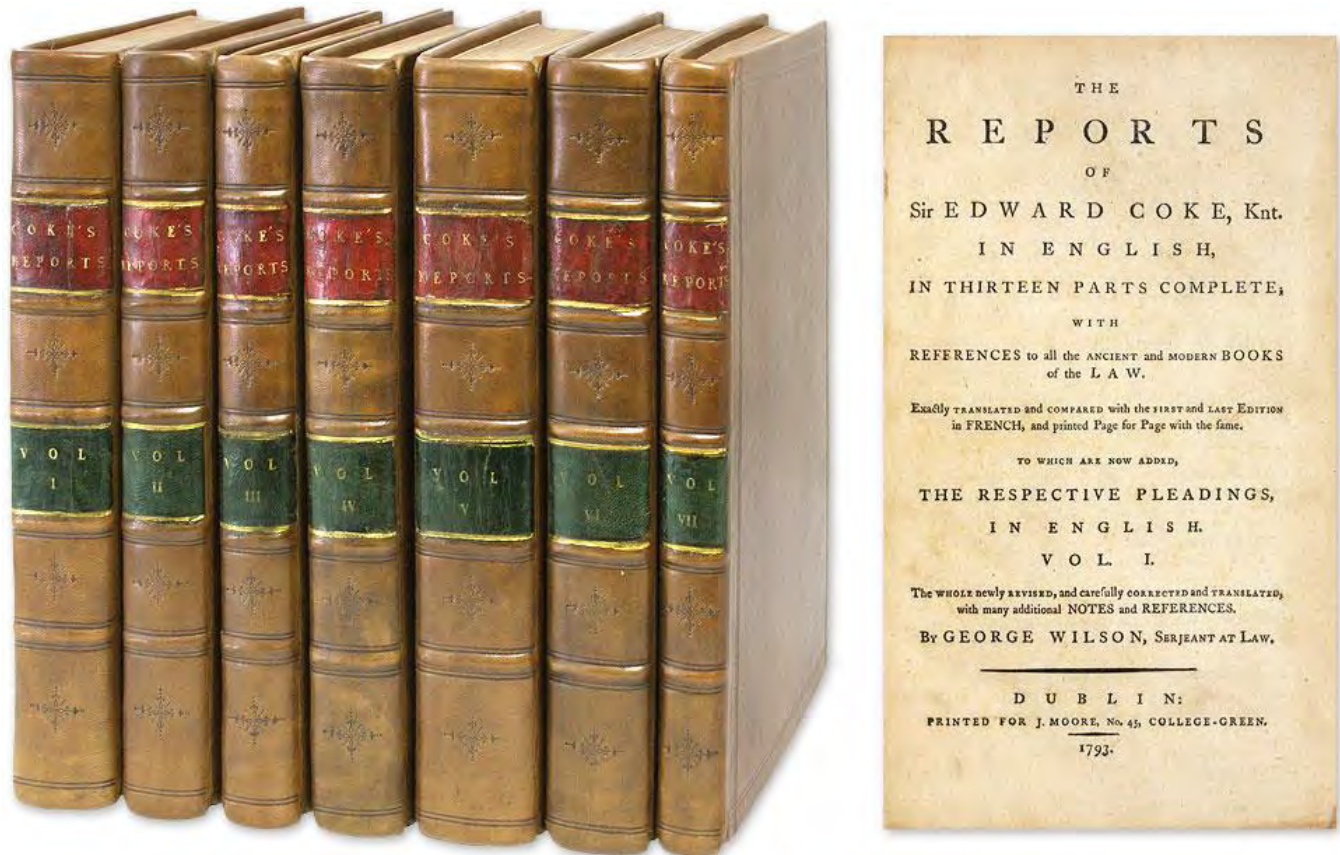 COKE'S
REPORTS
VOL
I
COKE'S
REPORTS
VOL
II
COKE'S
REPORTS
VOL
III
COKE'S
REPORTS
VOL
IV
COKE'S
REPORTS
VOL
V
COKE'S
REPORTS
VOL
VI
COKE'S
REPORTS
VOL
VII
THE
REPORTS
OF
Sir EDWARD COKE, Knt.
IN ENGLISH,
IN THIRTEEN PARTS COMPLETE;
WITH
REFERENCES to all the ANCIENT and MODERN BOOKS
of the LAW.
Exactly TRANSLATED and COMPARED with the FIRST and LAST EDITION
in FRENCH, and printed Page for Page with the ſame.
TO WHICH ARE NOW ADDED,
THE RESPECTIVE PLEADINGS,
IN ENGLISH.
VOL. I.
The WHOLE newly REVISED, and carefully CORRECTED and TRANSLATED,
with many additional NOTES and REFERENCES.
By GEORGE WILSON, SERJEANT AT LAW.
DUBLIN:
PRINTED FOR J. MOORE, No. 45, COLLEGE-GREEN.
1793.